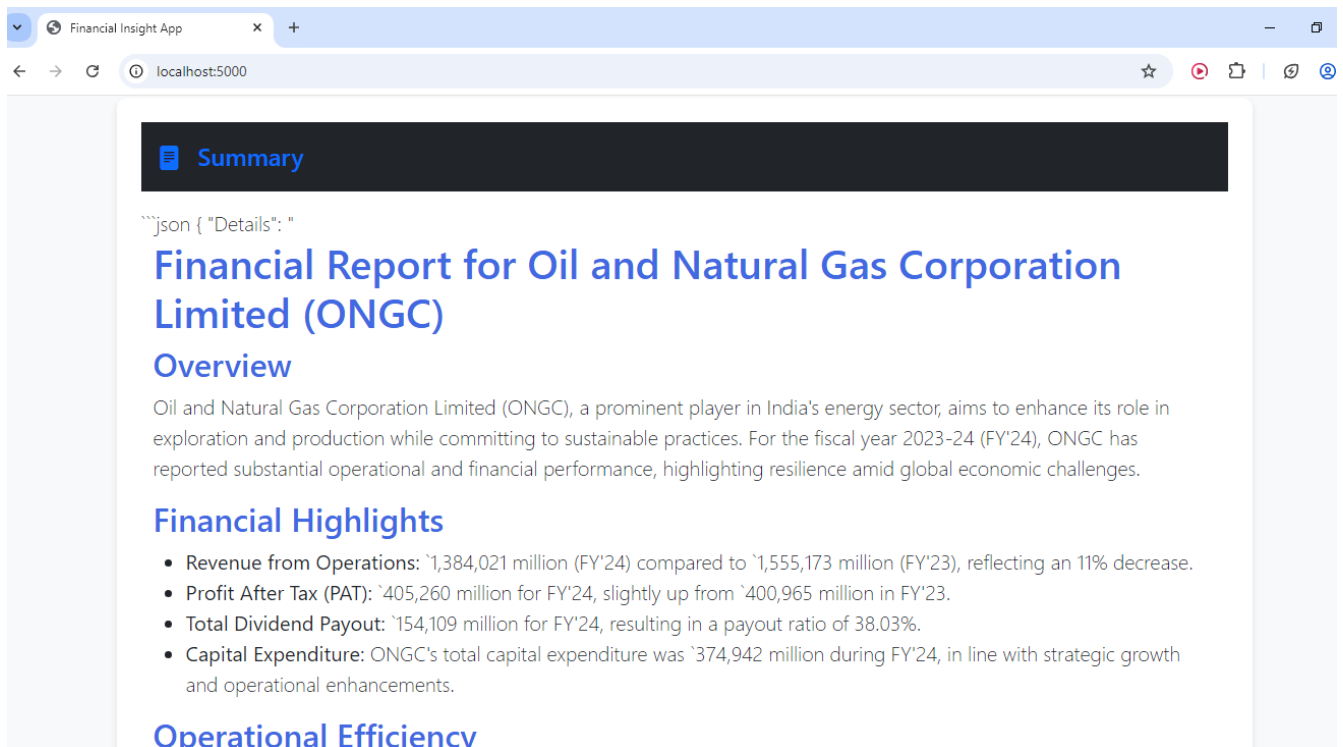 Financial Insight App
localhost:5000
Summary
```json { "Details": "
Financial Report for Oil and Natural Gas Corporation
Limited (ONGC)
Overview
Oil and Natural Gas Corporation Limited (ONGC), a prominent player in India's energy sector, aims to enhance its role in
exploration and production while committing to sustainable practices. For the fiscal year 2023-24 (FY'24), ONGC has
reported substantial operational and financial performance, highlighting resilience amid global economic challenges.
Financial Highlights
• Revenue from Operations: `1,384,021 million (FY'24) compared to `1,555,173 million (FY'23), reflecting an 11% decrease.
• Profit After Tax (PAT): `405,260 million for FY'24, slightly up from `400,965 million in FY'23.
• Total Dividend Payout: `154,109 million for FY'24, resulting in a payout ratio of 38.03%.
• Capital Expenditure: ONGC's total capital expenditure was `374,942 million during FY'24, in line with strategic growth
and operational enhancements.
Operational Efficiency